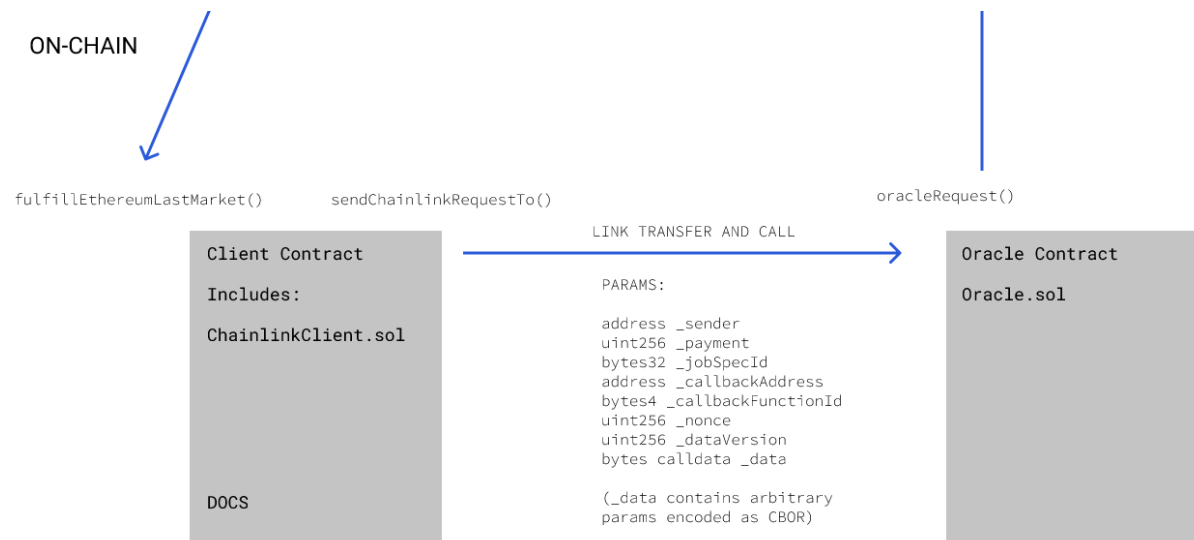 ON-CHAIN
fulfillEthereumLastMarket()
sendChainlinkRequestTo()
oracleRequest()
LINK TRANSFER AND CALL
Client Contract
Includes:
ChainlinkClient.sol
DOCS
PARAMS:
address _sender
uint256 _payment
bytes32 _jobSpecId
address _callbackAddress
bytes4 _callbackFunctionId
uint256 _nonce
uint256 _dataVersion
bytes calldata _data
(_data contains arbitrary
params encoded as CBOR)
Oracle Contract
Oracle.sol